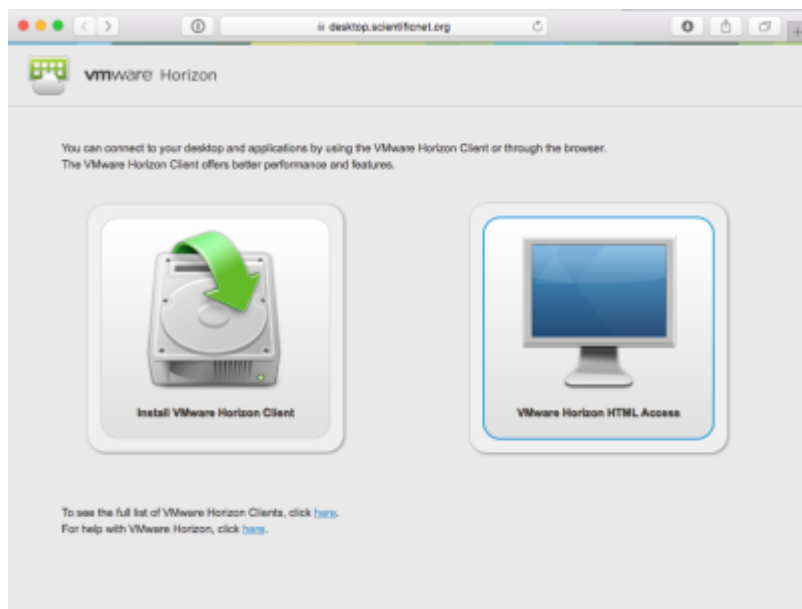 desktop.scientificnet.org
vmware Horizon
You can connect to your desktop and applications by using the VMware Horizon Client or through the browser.
The VMware Horizon Client offers better performance and features.
Install VMware Horizon Client
VMware Horizon HTML Access
To see the full list of VMware Horizon Clients, click here.
For help with VMware Horizon, click here.